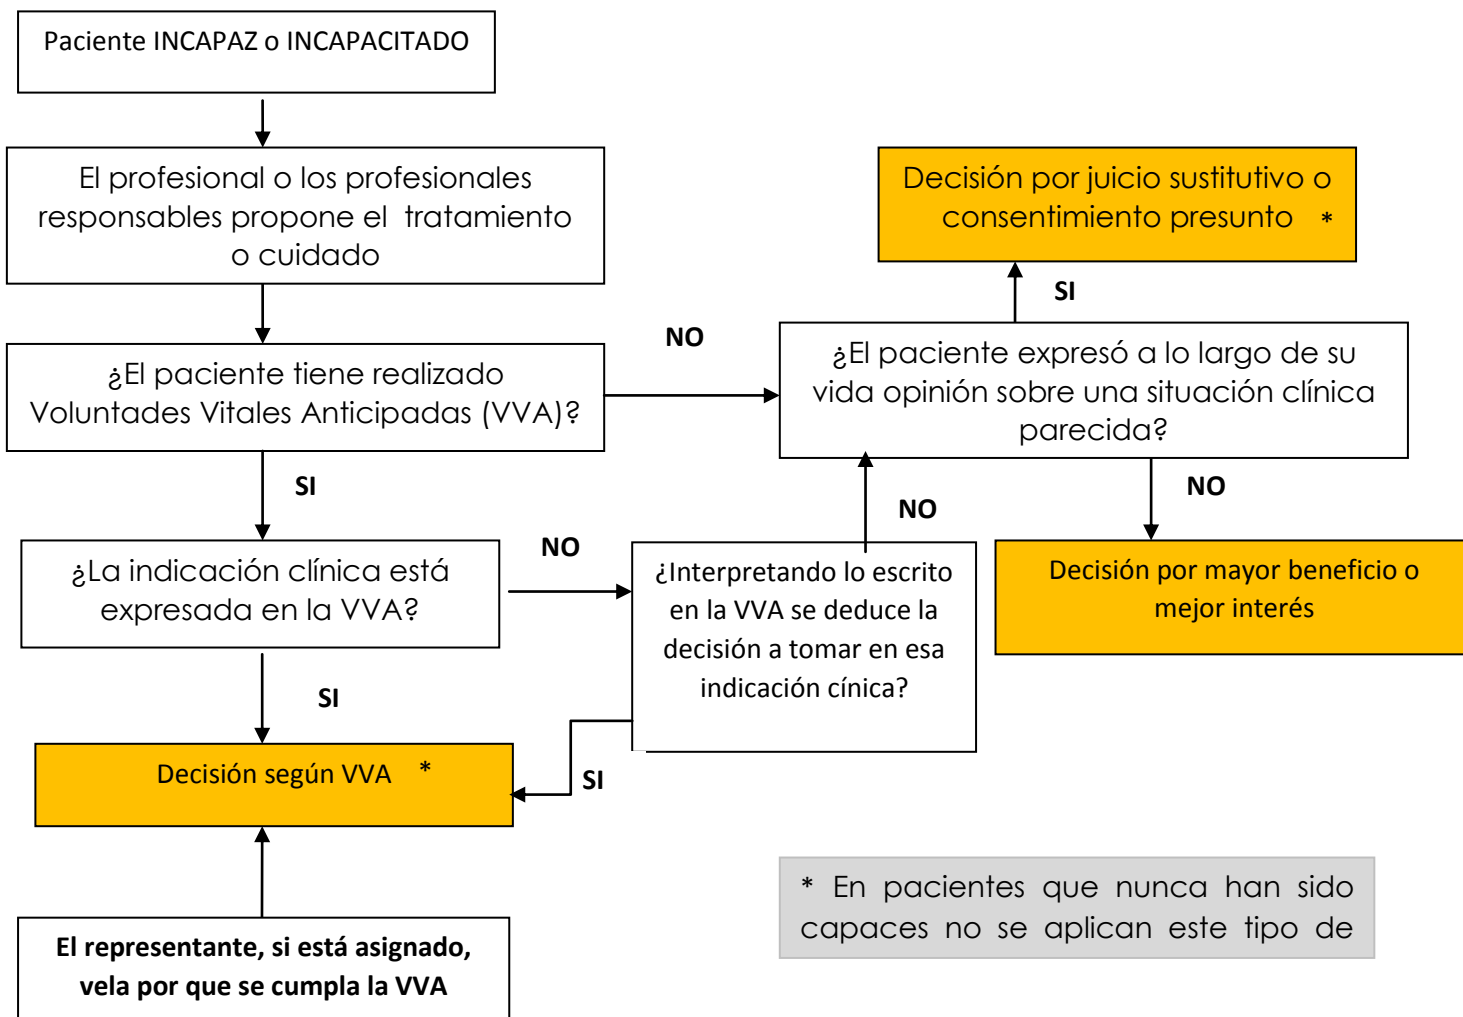 Paciente INCAPAZ o INCAPACITADO
El profesional o los profesionales
responsables propone el tratamiento
o cuidado
Decisión por juicio sustitutivo o
consentimiento presunto *
SI
NO
¿El paciente tiene realizado
Voluntades Vitales Anticipadas (VVA)?
¿El paciente expresó a lo largo de su
vida opinión sobre una situación clínica
parecida?
SI
NO
NO
NO
¿La indicación clínica está
expresada en la VVA?
¿Interpretando lo escrito
en la VVA se deduce la
decisión a tomar en esa
indicación cínica?
Decisión por mayor beneficio o
mejor interés
SI
Decisión según VVA *
SI
El representante, si está asignado,
vela por que se cumpla la VVA
* En pacientes que nunca han sido
capaces no se aplican este tipo de